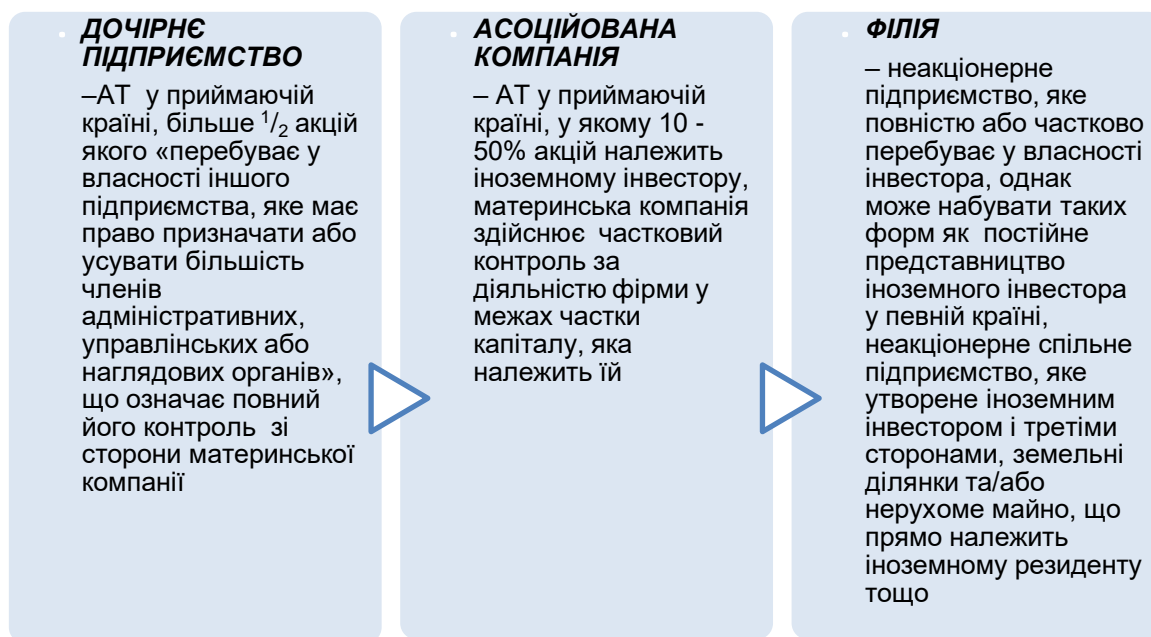 ДОЧІРНЄ
ПІДПРИЄМСТВО
–АТ у приймаючій
країні, більше 1/2 акцій
якого «перебуває у
власності іншого
підприємства, яке має
право призначати або
усувати більшість
членів
адміністративних,
управлінських або
наглядових органів»,
що означає повний
його контроль зі
сторони материнської
компанії
АСОЦІЙОВАНА
КОМПАНІЯ
– АТ у приймаючій
країні, у якому 10 -
50% акцій належить
іноземному інвестору,
материнська компанія
здійснює частковий
контроль за
діяльністю фірми у
межах частки
капіталу, яка
належить їй
ФІЛІЯ
– неакціонерне
підприємство, яке
повністю або частково
перебуває у власності
інвестора, однак
може набувати таких
форм як постійне
представництво
іноземного інвестора
у певній країні,
неакціонерне спільне
підприємство, яке
утворене іноземним
інвестором і третіми
сторонами, земельні
ділянки та/або
нерухоме майно, що
прямо належить
іноземному резиденту
тощо